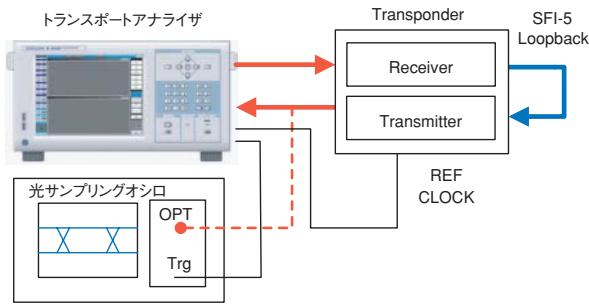 トランスポートアナライザ
Transponder
SFI-5
Loopback
Receiver
Transmitter
REF
CLOCK
光サンプリングオシロ
OPT
Trg